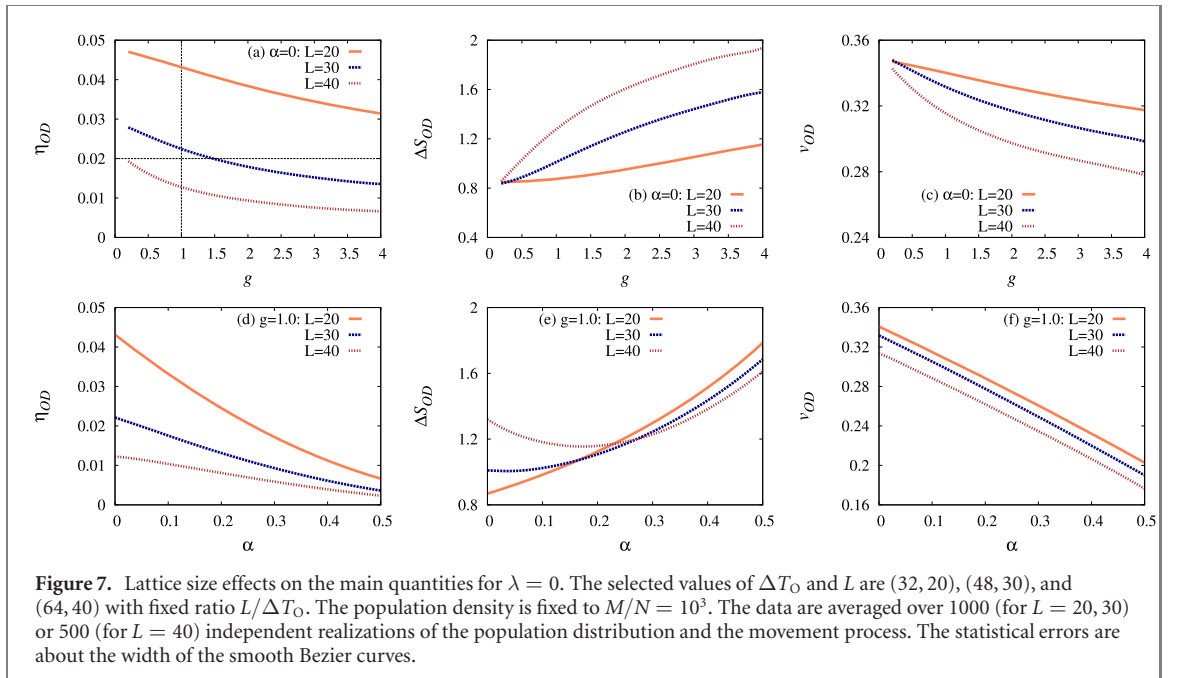 0.05
0.04
0.03
0.02
0.01
0
0 0.5 1 1.5 2 2.5 3 3.5 4
η_OD
g
(a) α=0: L=20
L=30
L=40
2
1.6
1.2
0.8
0.4
0 0.5 1 1.5 2 2.5 3 3.5 4
ΔS_OD
g
(b) α=0: L=20
L=30
L=40
0.36
0.32
0.28
0.24
0 0.5 1 1.5 2 2.5 3 3.5 4
v_OD
g
(c) α=0: L=20
L=30
L=40
0.05
0.04
0.03
0.02
0.01
0
0 0.1 0.2 0.3 0.4 0.5
η_OD
α
(d) g=1.0: L=20
L=30
L=40
2
1.6
1.2
0.8
0 0.1 0.2 0.3 0.4 0.5
ΔS_OD
α
(e) g=1.0: L=20
L=30
L=40
0.36
0.32
0.28
0.24
0.2
0.16
0 0.1 0.2 0.3 0.4 0.5
v_OD
α
(f) g=1.0: L=20
L=30
L=40
Figure 7. Lattice size effects on the main quantities for λ = 0. The selected values of ΔT_O and L are (32, 20), (48, 30), and
(64, 40) with fixed ratio L/ΔT_O. The population density is fixed to M/N = 10³. The data are averaged over 1000 (for L = 20, 30)
or 500 (for L = 40) independent realizations of the population distribution and the movement process. The statistical errors are
about the width of the smooth Bezier curves.